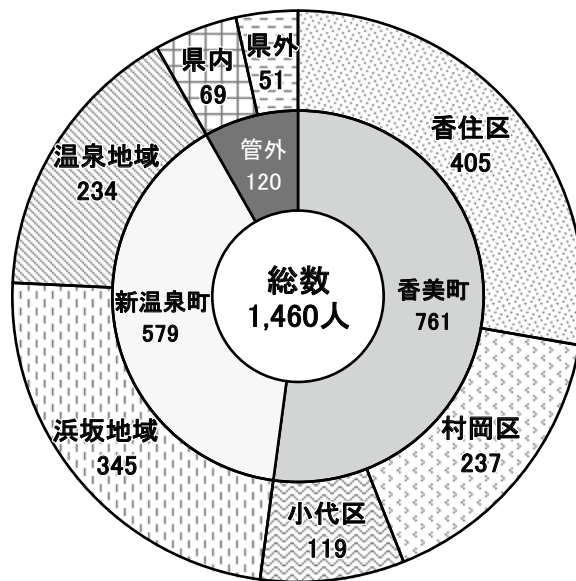 県外
51
県内
69
香住区
405
温泉地域
234
管外
120
総数
1,460人
香美町
761
新温泉町
579
浜坂地域
345
村岡区
237
小代区
119